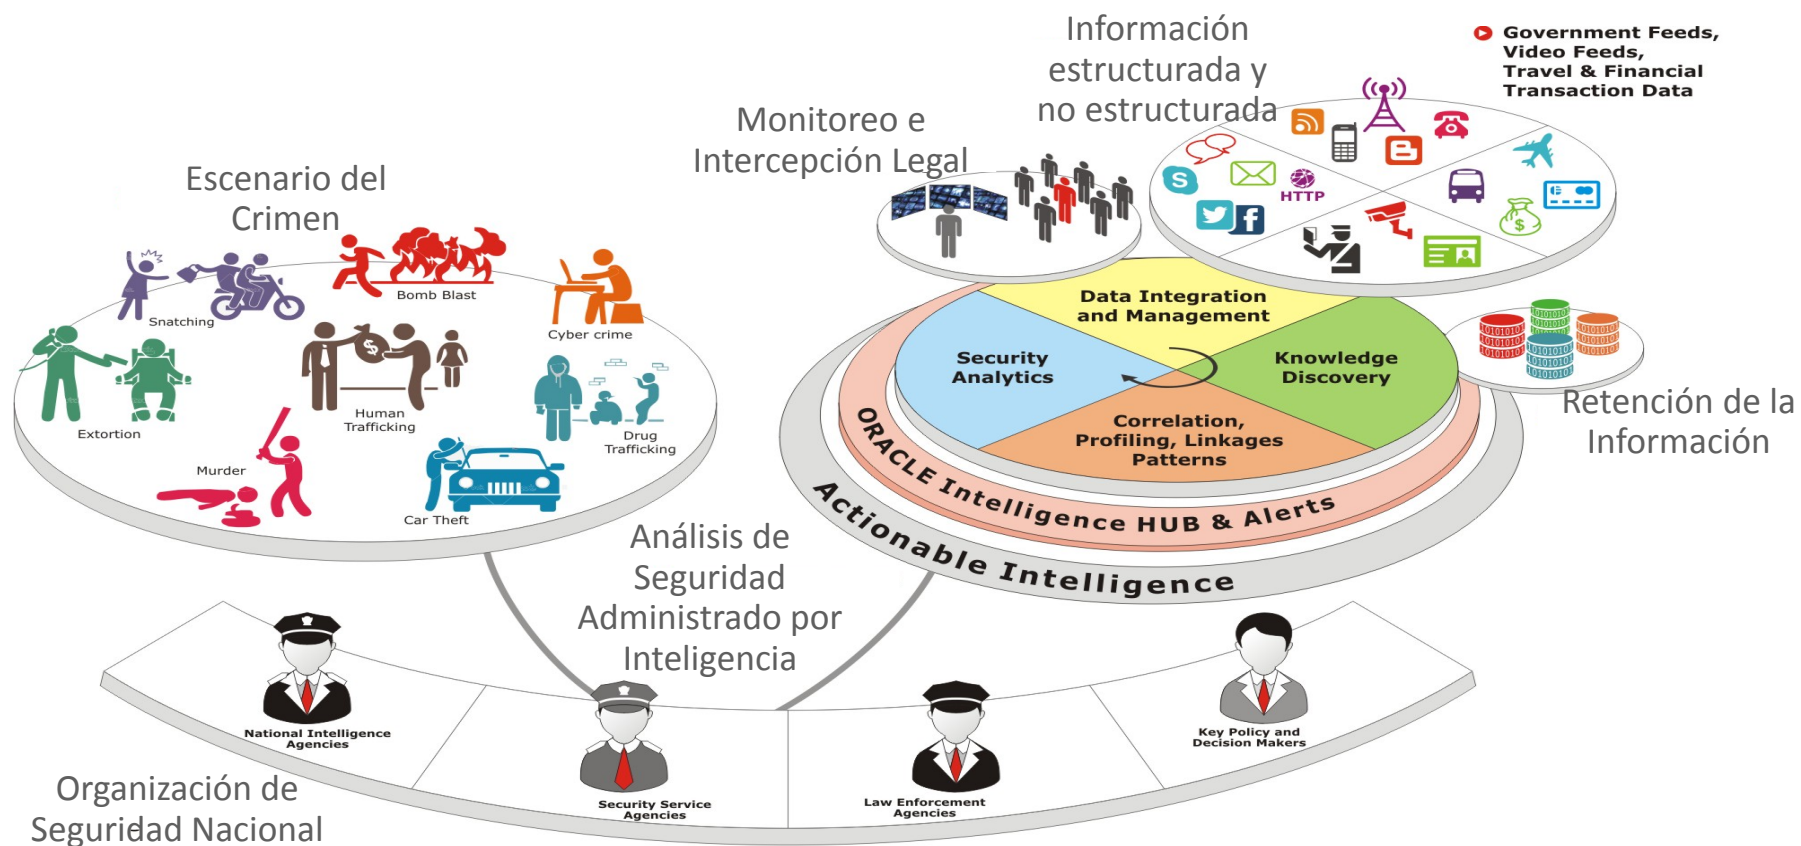 Información
estructurada y
no estructurada
Government Feeds,
Video Feeds,
Travel & Financial
Transaction Data
Monitoreo e
Intercepción Legal
HTTP
Escenario del
Crimen
Snatching
Bomb Blast
Cyber crime
Extortion
Human
Trafficking
Drug
Trafficking
Murder
Car Theft
Data Integration
and Management
Security
Analytics
Knowledge
Discovery
Correlation,
Profiling, Linkages
Patterns
ORACLE Intelligence HUB & Alerts
Actionable Intelligence
Retención de la
Información
Análisis de
Seguridad
Administrado por
Inteligencia
National Intelligence
Agencies
Security Service
Agencies
Law Enforcement
Agencies
Key Policy and
Decision Makers
Organización de
Seguridad Nacional